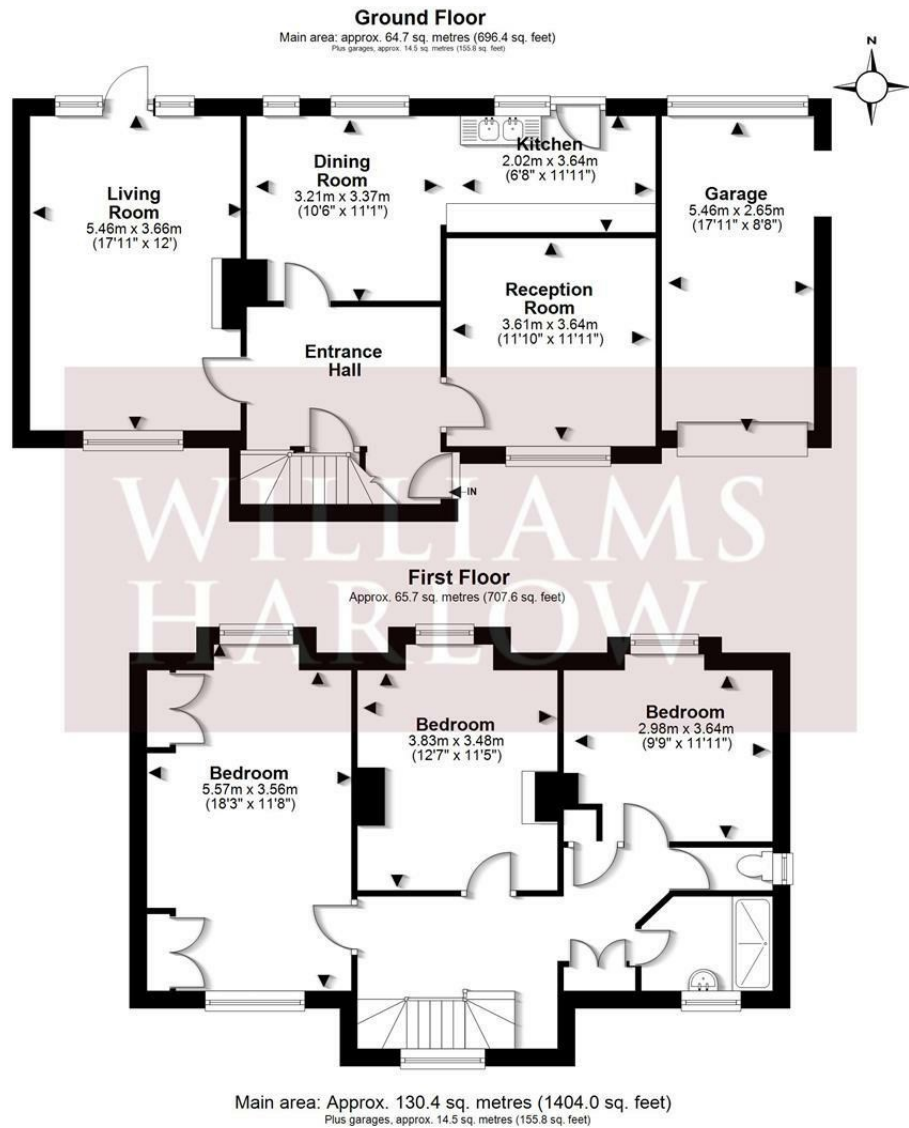 Ground Floor
Main area: approx. 64.7 sq. metres (696.4 sq. feet)
Plus garages, approx. 14.5 sq. metres (155.8 sq. feet)
N
Living
Room
5.46m x 3.66m
(17'11" x 12')
Dining
Room
3.21m x 3.37m
(10'6" x 11'1")
Kitchen
2.02m x 3.64m
(6'8" x 11'11")
Garage
5.46m x 2.65m
(17'11" x 8'8")
Reception
Room
3.61m x 3.64m
(11'10" x 11'11")
Entrance
Hall
IN
WILLIAMS
HARLOW
First Floor
Approx. 65.7 sq. metres (707.6 sq. feet)
Bedroom
5.57m x 3.56m
(18'3" x 11'8")
Bedroom
3.83m x 3.48m
(12'7" x 11'5")
Bedroom
2.98m x 3.64m
(9'9" x 11'11")
Main area: Approx. 130.4 sq. metres (1404.0 sq. feet)
Plus garages, approx. 14.5 sq. metres (155.8 sq. feet)